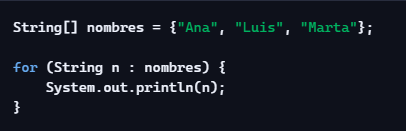 String[] nombres = {"Ana", "Luis", "Marta"};
for (String n : nombres) {
    System.out.println(n);
}